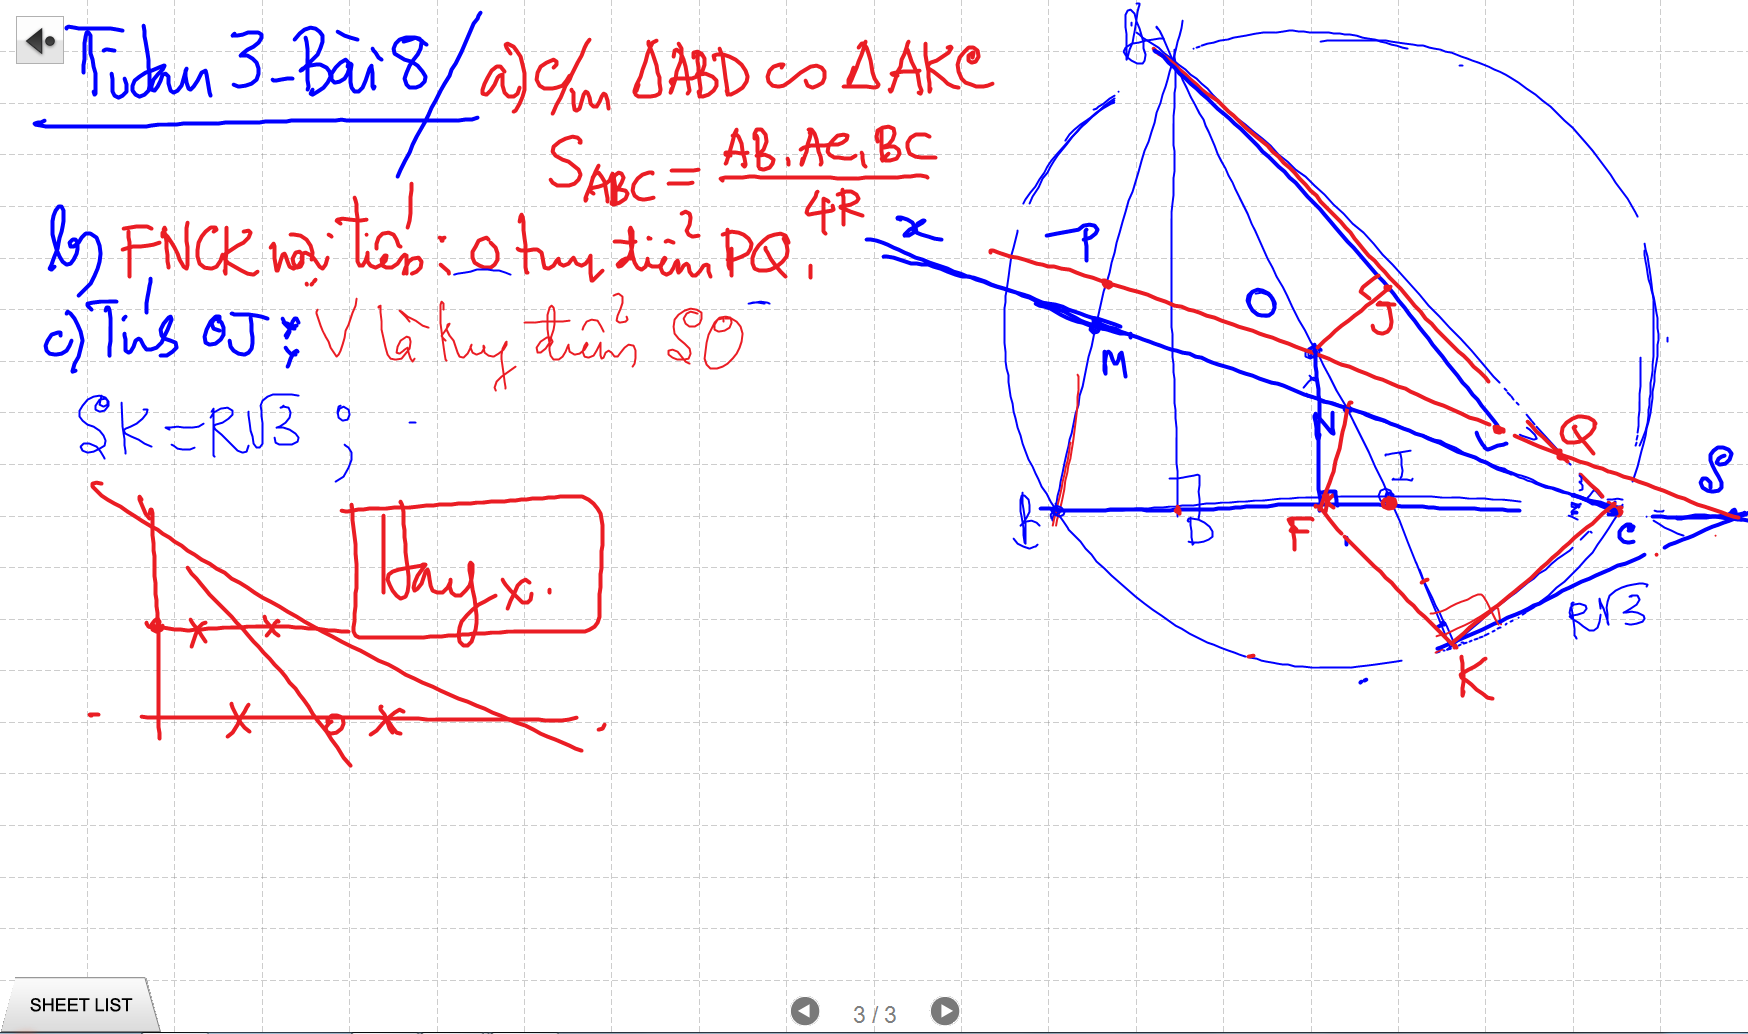 Tuần 3 - Bài 8
a) c/m ΔABD ∽ ΔAKC
S_ABC = AB.AC.BC / 4R
b) FNCK nội tiếp; O trung điểm PQ.
c) Tính OJ: V là trung điểm SO
SK = R√3;
Hay x.
A
x
P
O
J
M
N
L
Q
I
S
B
D
F
C
R√3
K
SHEET LIST
3 / 3